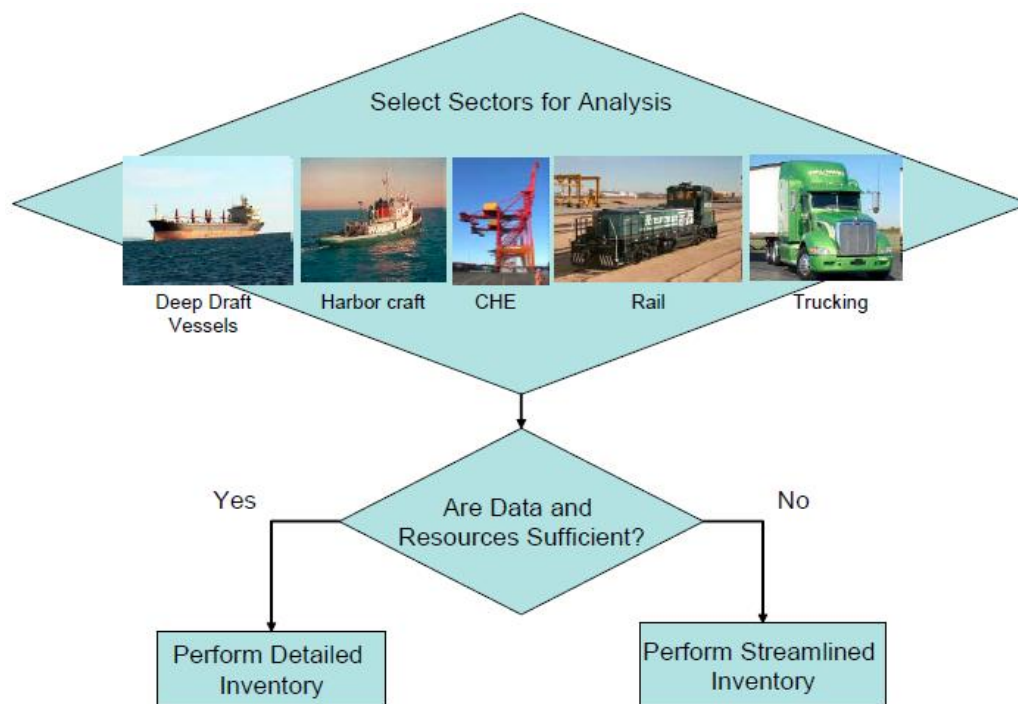 Select Sectors for Analysis
Deep Draft
Vessels
Harbor craft
CHE
Rail
Trucking
Yes
Are Data and
Resources Sufficient?
No
Perform Detailed
Inventory
Perform Streamlined
Inventory